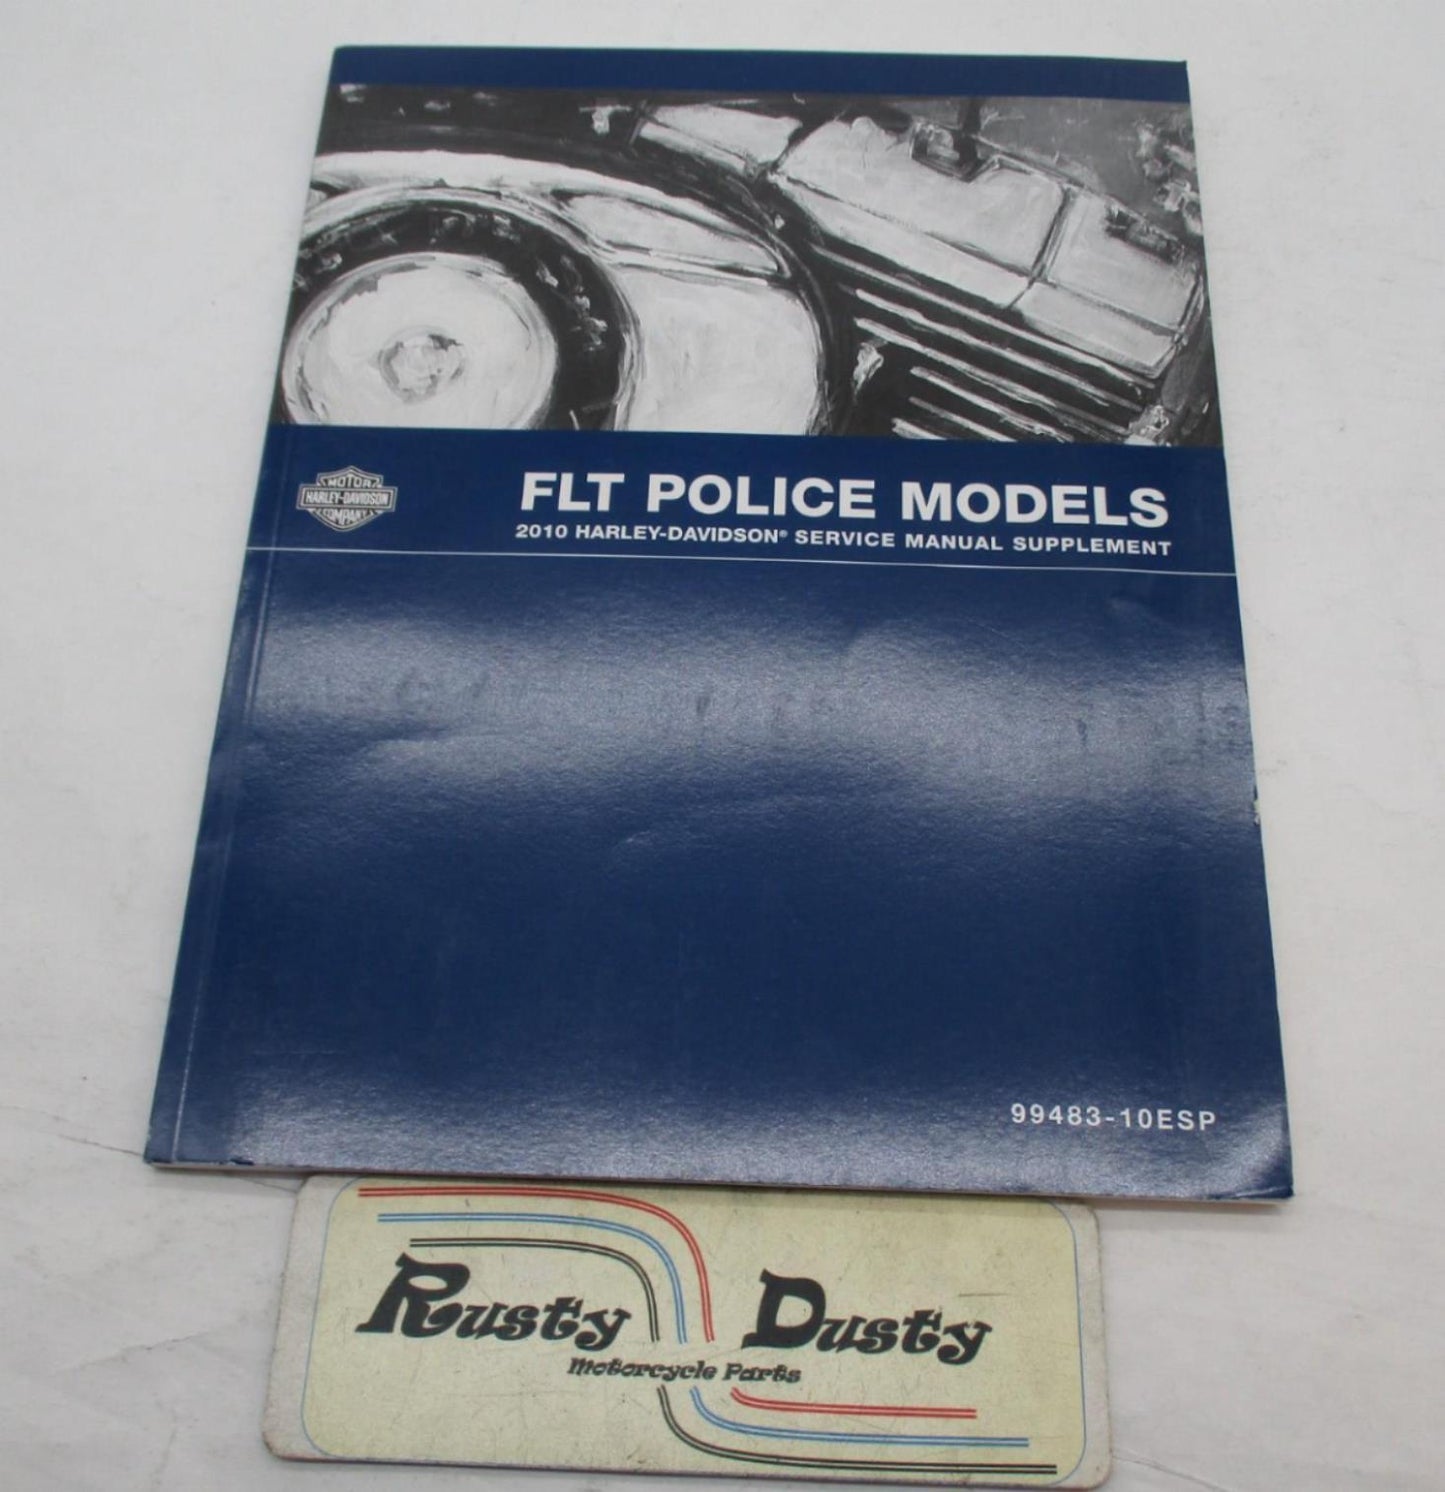 MOTOR
HARLEY-DAVIDSON
COMPANY
FLT POLICE MODELS
2010 HARLEY-DAVIDSON® SERVICE MANUAL SUPPLEMENT
99483-10ESP
Rusty Dusty
Motorcycle Parts